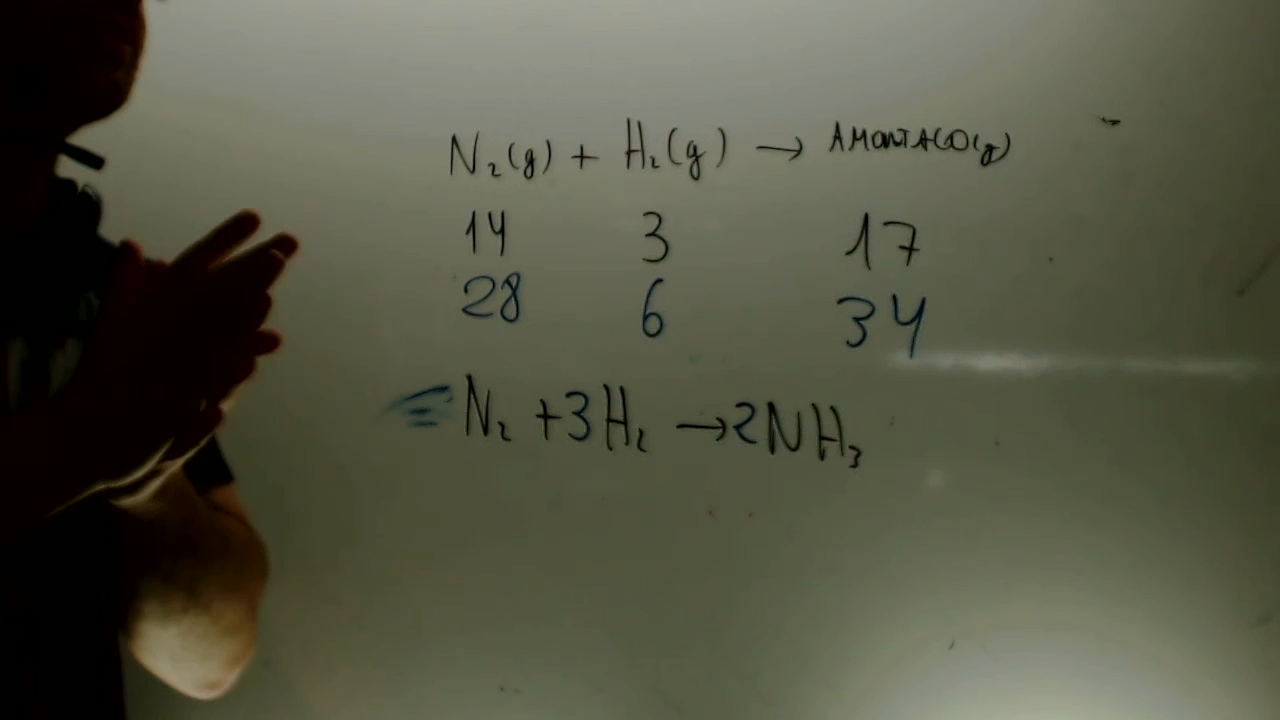 N₂(g) + H₂(g) → AMONIACO(g)
14 3 17
28 6 34
N₂ + 3H₂ → 2NH₃